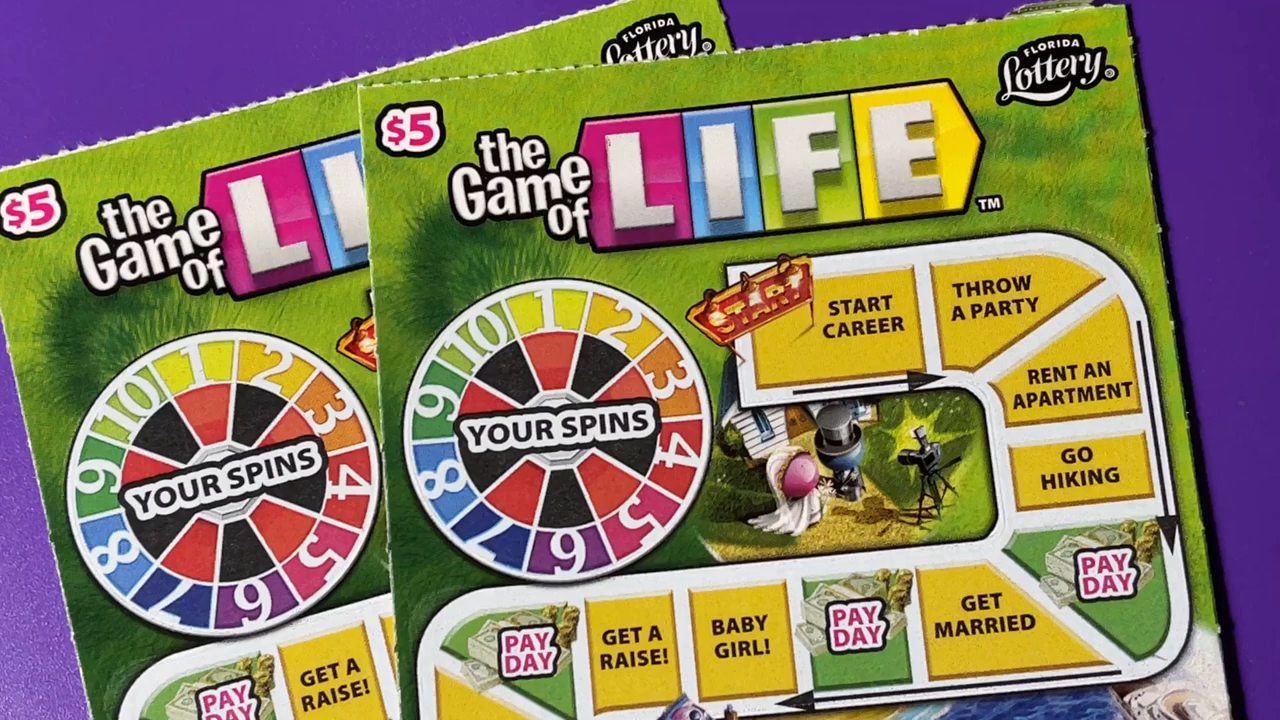 FLORIDA
Lottery®
$5
the
Game
of
LI
10 1 2 3 4 5 6 7 8 9
YOUR SPINS
PAY
DAY
GET A
RAISE!
FLORIDA
Lottery®
$5
the
Game
of
LIFE™
START
START
CAREER
THROW
A PARTY
RENT AN
APARTMENT
GO
HIKING
10 1 2 3 4 5 6 7 8 9
YOUR SPINS
PAY
DAY
GET
MARRIED
PAY
DAY
BABY
GIRL!
GET A
RAISE!
PAY
DAY